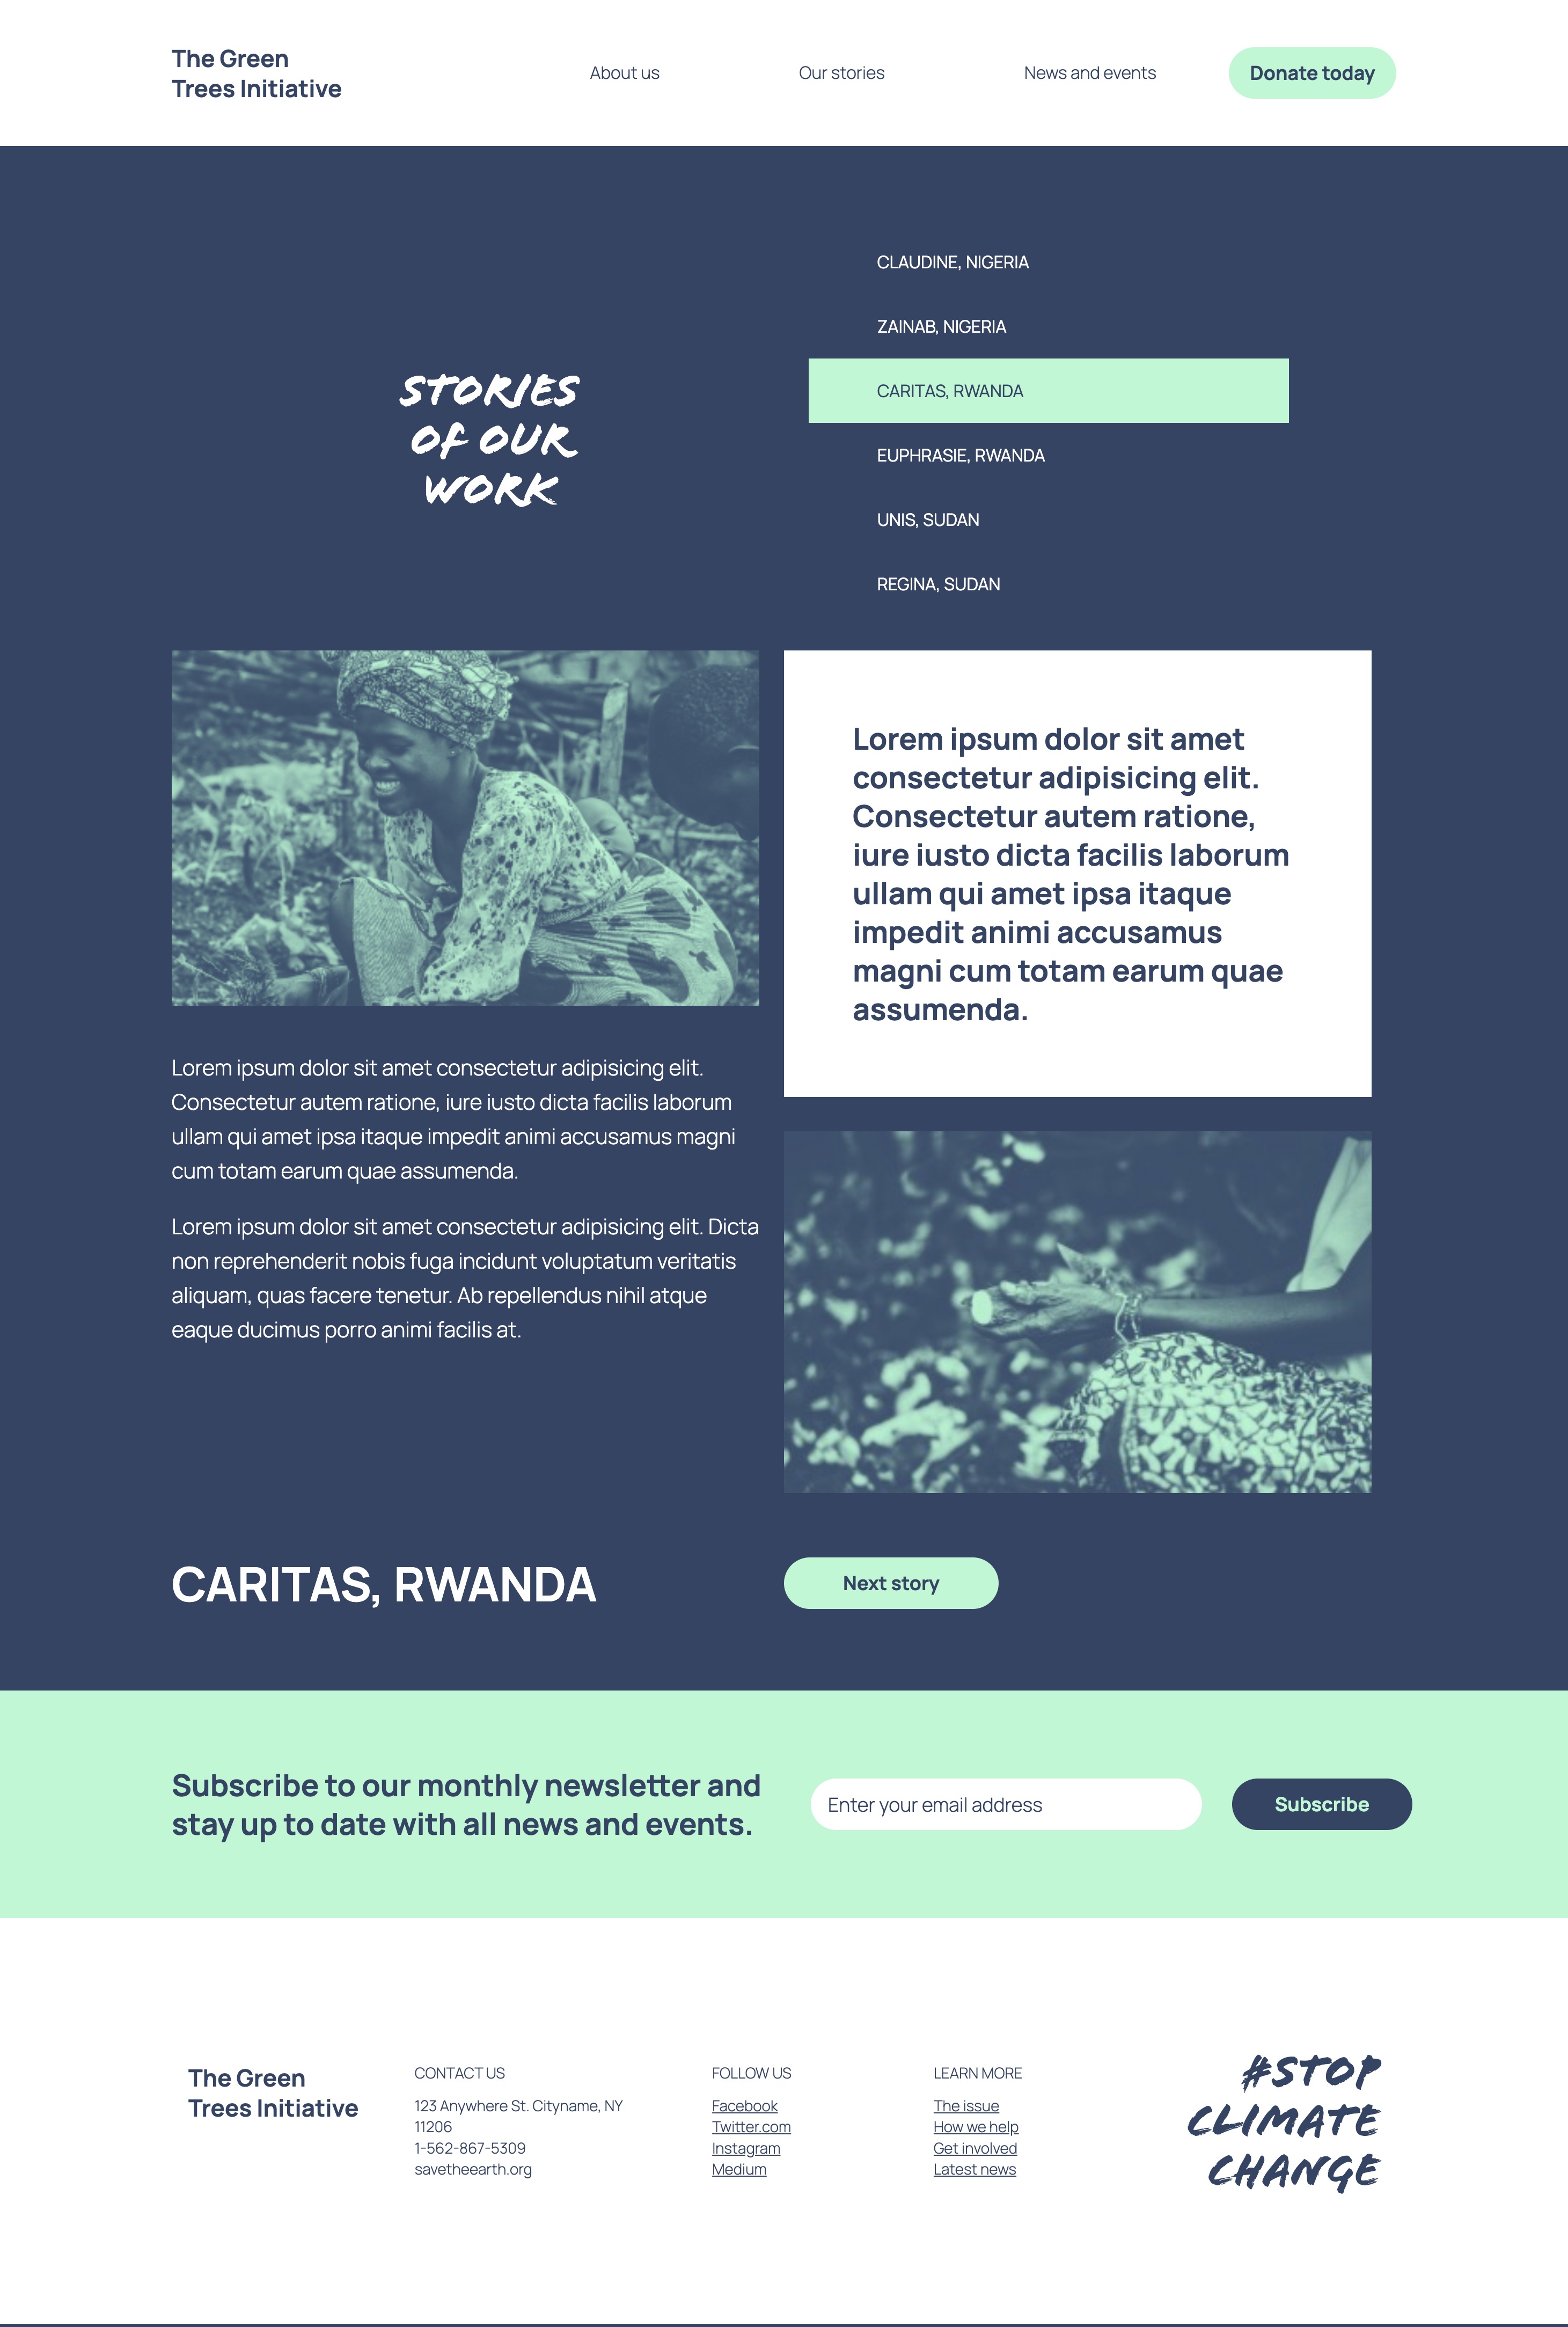 The Green
Trees Initiative
About us
Our stories
News and events
Donate today
CLAUDINE, NIGERIA
ZAINAB, NIGERIA
CARITAS, RWANDA
EUPHRASIE, RWANDA
UNIS, SUDAN
REGINA, SUDAN
STORIES
OF OUR
WORK
Lorem ipsum dolor sit amet
consectetur adipisicing elit.
Consectetur autem ratione,
iure iusto dicta facilis laborum
ullam qui amet ipsa itaque
impedit animi accusamus
magni cum totam earum quae
assumenda.
Lorem ipsum dolor sit amet consectetur adipisicing elit.
Consectetur autem ratione, iure iusto dicta facilis laborum
ullam qui amet ipsa itaque impedit animi accusamus magni
cum totam earum quae assumenda.
Lorem ipsum dolor sit amet consectetur adipisicing elit. Dicta
non reprehenderit nobis fuga incidunt voluptatum veritatis
aliquam, quas facere tenetur. Ab repellendus nihil atque
eaque ducimus porro animi facilis at.
CARITAS, RWANDA
Next story
Subscribe to our monthly newsletter and
stay up to date with all news and events.
Enter your email address
Subscribe
The Green
Trees Initiative
CONTACT US
123 Anywhere St. Cityname, NY
11206
1-562-867-5309
savetheearth.org
FOLLOW US
Facebook
Twitter.com
Instagram
Medium
LEARN MORE
The issue
How we help
Get involved
Latest news
#STOP
CLIMATE
CHANGE